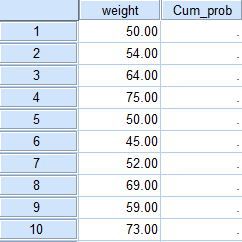 weight Cum_prob
1 50.00 .
2 54.00 .
3 64.00 .
4 75.00 .
5 50.00 .
6 45.00 .
7 52.00 .
8 69.00 .
9 59.00 .
10 73.00 .